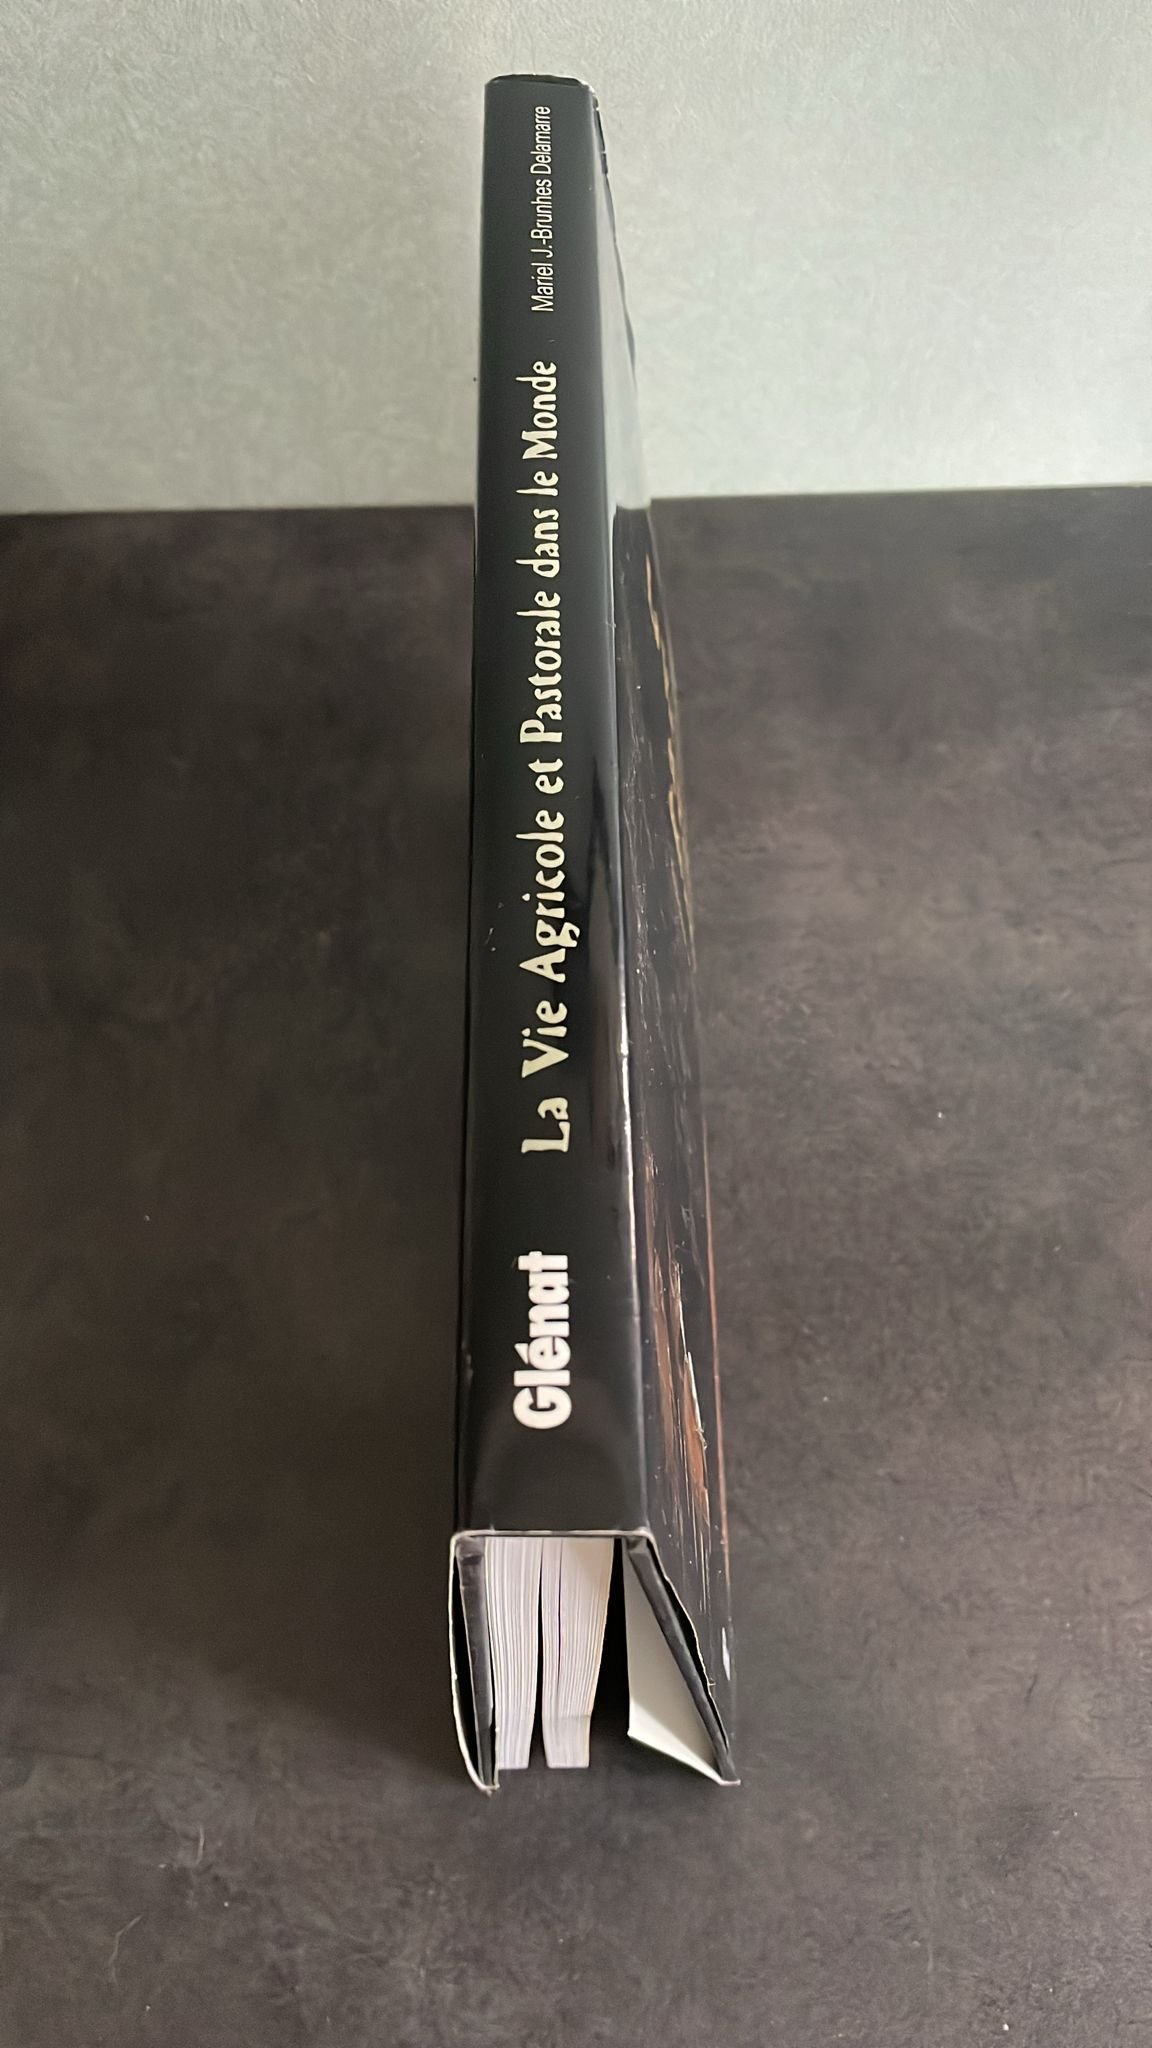 Glénat
La Vie Agricole et Pastorale dans le Monde
Mariel J.-Brunhes Delamarre